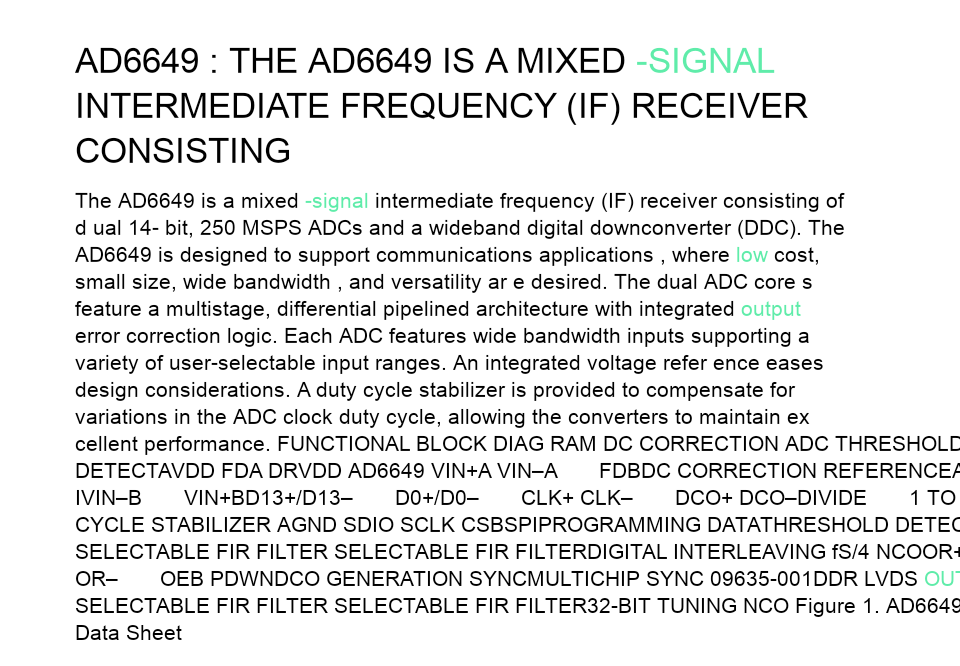 AD6649 : THE AD6649 IS A MIXED -SIGNAL
INTERMEDIATE FREQUENCY (IF) RECEIVER
CONSISTING
The AD6649 is a mixed -signal intermediate frequency (IF) receiver consisting of
d ual 14- bit, 250 MSPS ADCs and a wideband digital downconverter (DDC). The
AD6649 is designed to support communications applications , where low cost,
small size, wide bandwidth , and versatility ar e desired. The dual ADC core s
feature a multistage, differential pipelined architecture with integrated output
error correction logic. Each ADC features wide bandwidth inputs supporting a
variety of user-selectable input ranges. An integrated voltage refer ence eases
design considerations. A duty cycle stabilizer is provided to compensate for
variations in the ADC clock duty cycle, allowing the converters to maintain ex
cellent performance. FUNCTIONAL BLOCK DIAG RAM DC CORRECTION ADC THRESHOLD
DETECTAVDD FDA DRVDD AD6649 VIN+A VIN–A FDBDC CORRECTION REFERENCEA
IVIN–B VIN+BD13+/D13– D0+/D0– CLK+ CLK– DCO+ DCO–DIVIDE 1 TO
CYCLE STABILIZER AGND SDIO SCLK CSBSPIPROGRAMMING DATATHRESHOLD DETEC
SELECTABLE FIR FILTER SELECTABLE FIR FILTERDIGITAL INTERLEAVING fS/4 NCOOR+
OR– OEB PDWNDCO GENERATION SYNCMULTICHIP SYNC 09635-001DDR LVDS OUT
SELECTABLE FIR FILTER SELECTABLE FIR FILTER32-BIT TUNING NCO Figure 1. AD6649
Data Sheet